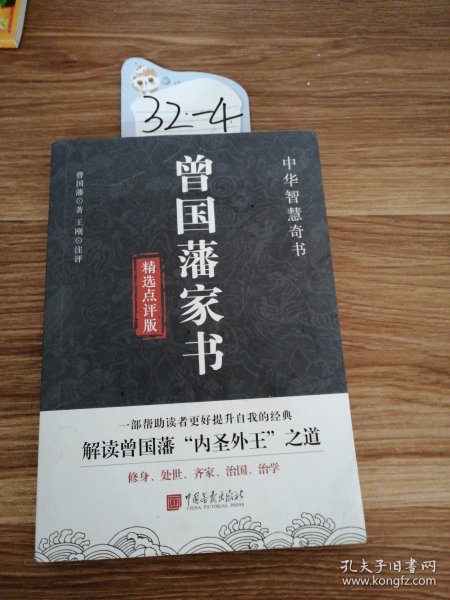 32-4
中华智慧奇书
曾国藩家书
精选点评版
曾国藩⊙著 王刚⊙注评
一部帮助读者更好提升自我的经典
解读曾国藩“内圣外王”之道
修身、处世、齐家、治国、治学
中国画报出版社
CHINA PICTORIAL PRESS
孔夫子旧书网
www.kongfz.com